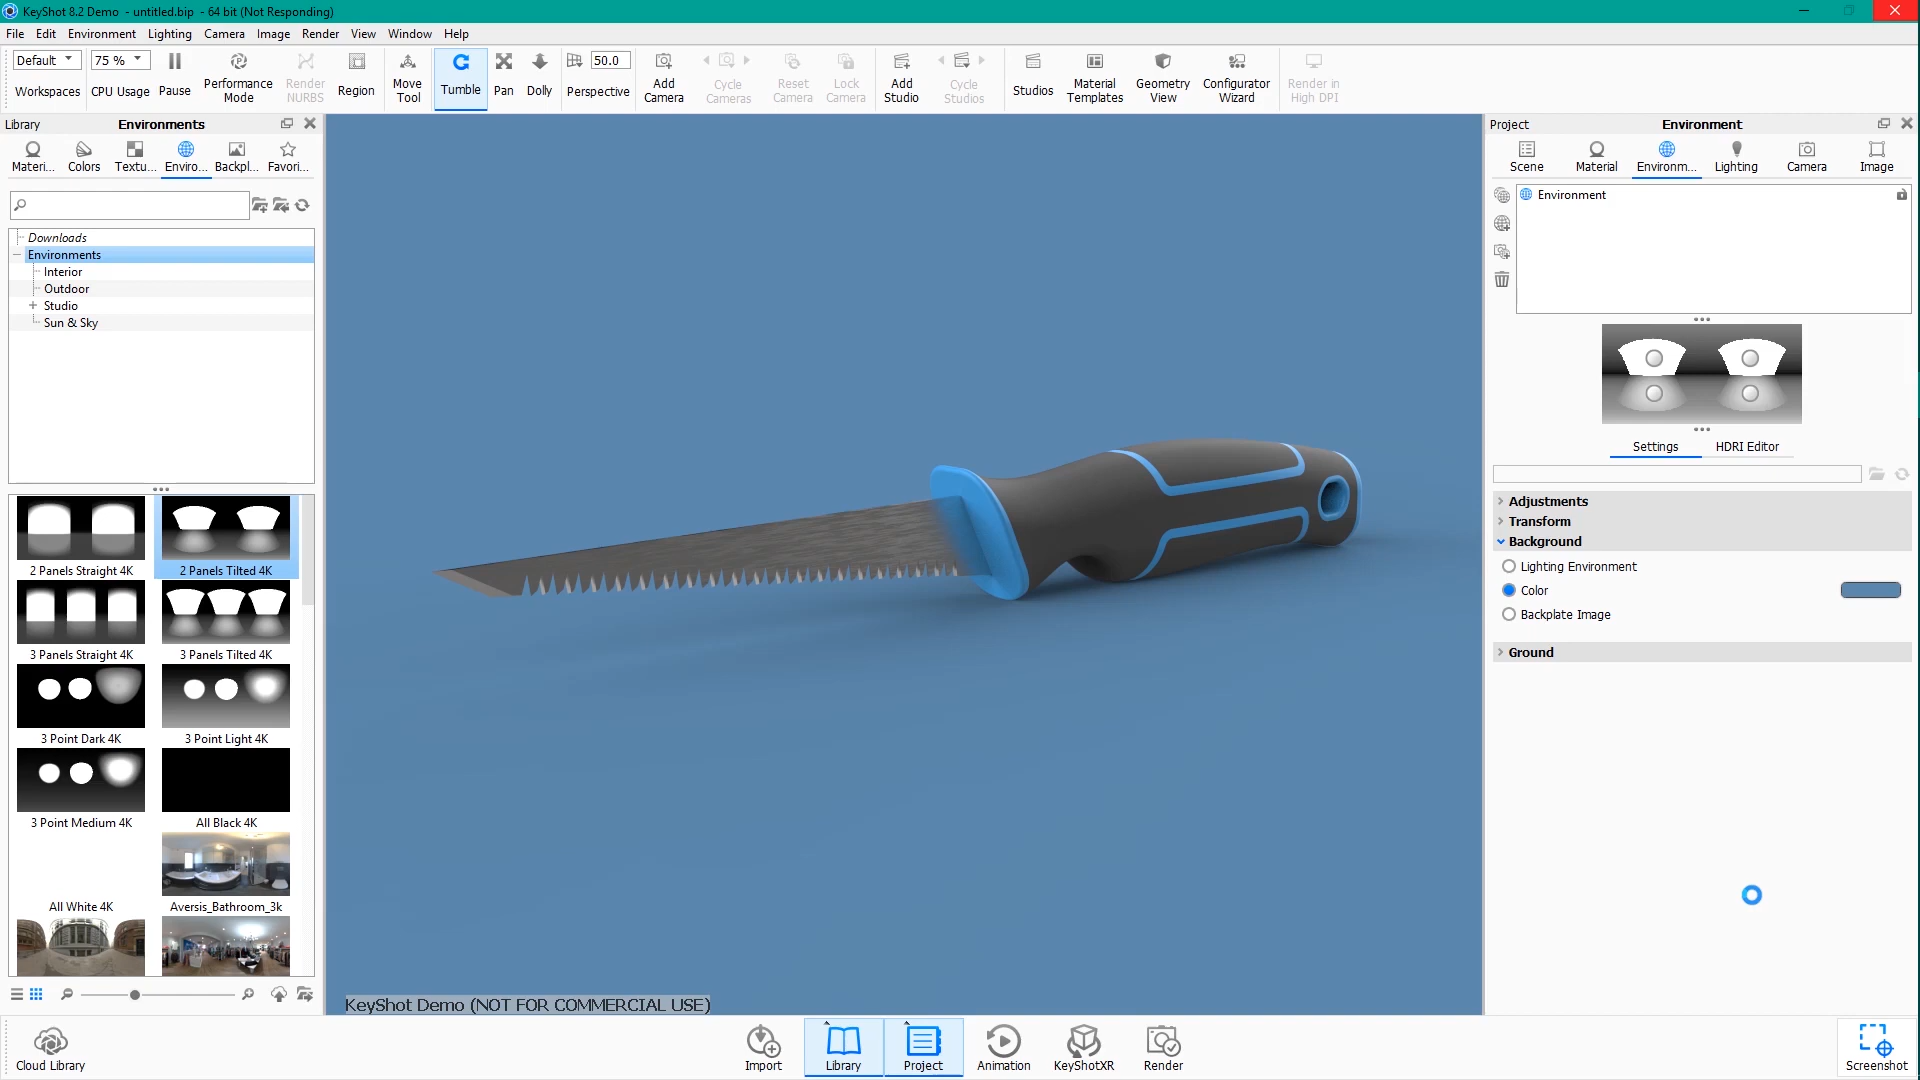 KeyShot 8.2 Demo - untitled.bip - 64 bit (Not Responding)
File Edit Environment Lighting Camera Image Render View Window Help
Default 75 % 50.0
Workspaces CPU Usage Pause Performance Mode Render NURBS Region Move Tool Tumble Pan Dolly Perspective Add Camera Cycle Cameras Reset Camera Lock Camera Add Studio Cycle Studios Studios Material Templates Geometry View Configurator Wizard Render in High DPI
Library Environments
Materi... Colors Textu... Enviro... Backpl... Favori...
Downloads
Environments
Interior
Outdoor
Studio
Sun & Sky
2 Panels Straight 4K 2 Panels Tilted 4K
3 Panels Straight 4K 3 Panels Tilted 4K
3 Point Dark 4K 3 Point Light 4K
3 Point Medium 4K All Black 4K
All White 4K Aversis_Bathroom_3k
KeyShot Demo (NOT FOR COMMERCIAL USE)
Project Environment
Scene Material Environm... Lighting Camera Image
Environment
Settings HDRI Editor
Adjustments
Transform
Background
Lighting Environment
Color
Backplate Image
Ground
Cloud Library Import Library Project Animation KeyShotXR Render Screenshot